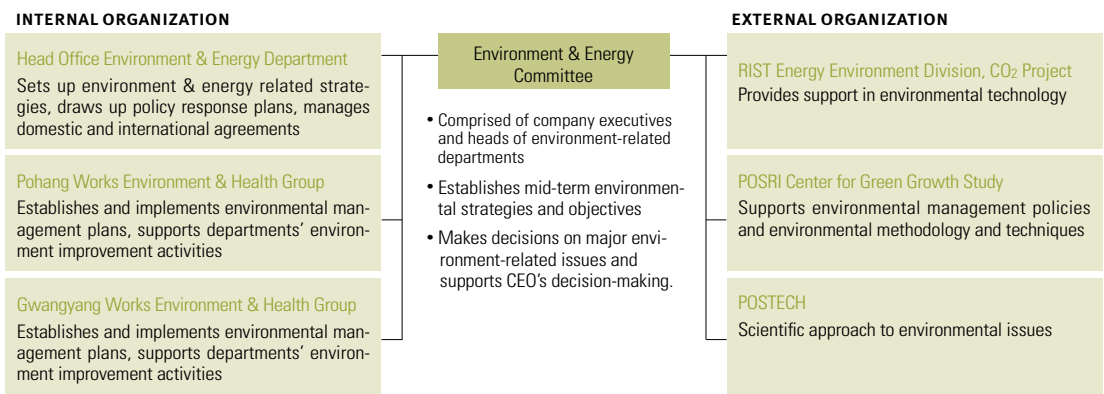 INTERNAL ORGANIZATION
Head Office Environment & Energy Department
Sets up environment & energy related strate-
gies, draws up policy response plans, manages
domestic and international agreements
Pohang Works Environment & Health Group
Establishes and implements environmental man-
agement plans, supports departments' environ-
ment improvement activities
Gwangyang Works Environment & Health Group
Establishes and implements environmental man-
agement plans, supports departments' environ-
ment improvement activities
Environment & Energy
Committee
• Comprised of company executives
and heads of environment-related
departments
• Establishes mid-term environmen-
tal strategies and objectives
• Makes decisions on major envi-
ronment-related issues and
supports CEO's decision-making.
EXTERNAL ORGANIZATION
RIST Energy Environment Division, CO2 Project
Provides support in environmental technology
POSRI Center for Green Growth Study
Supports environmental management policies
and environmental methodology and techniques
POSTECH
Scientific approach to environmental issues